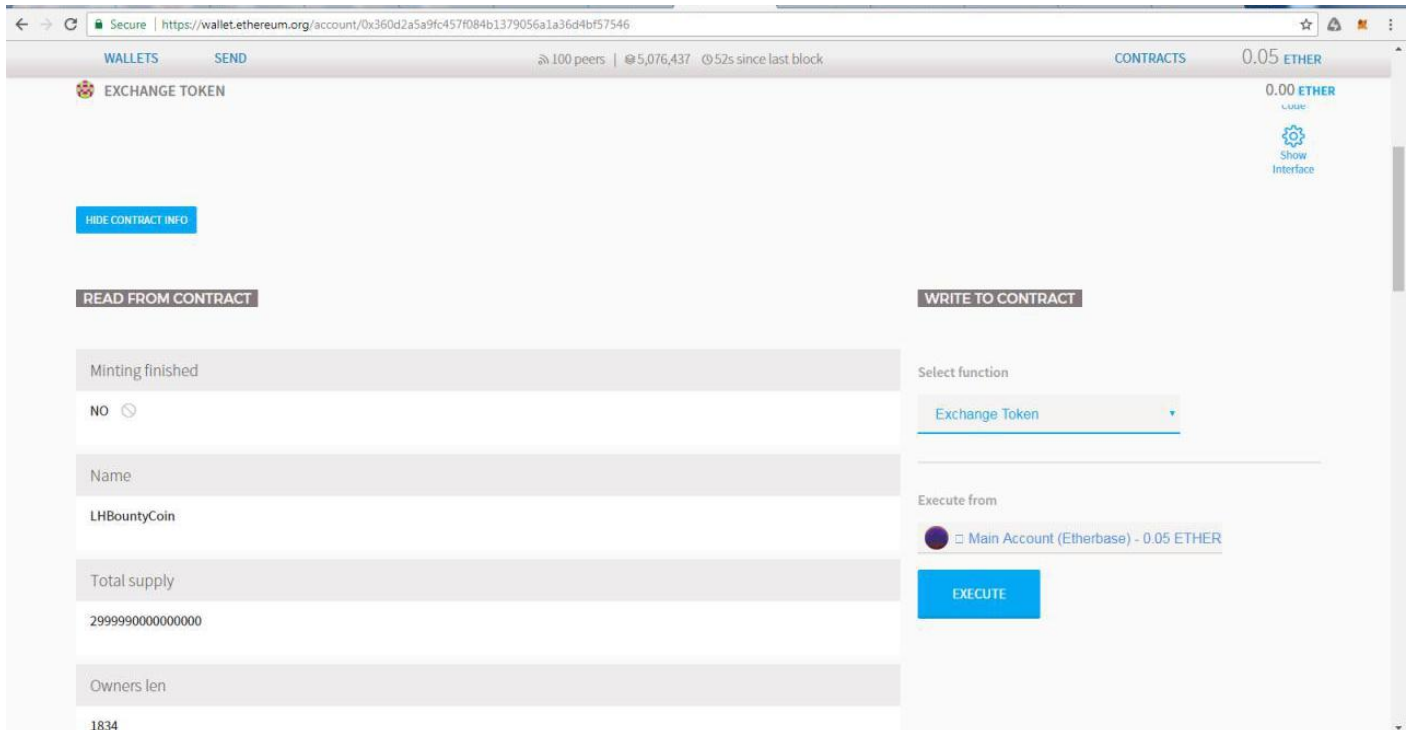 Secure | https://wallet.ethereum.org/account/0x360d2a5a9fc457f084b1379056a1a36d4bf57546
WALLETS SEND 100 peers | 5,076,437 52s since last block CONTRACTS 0.05 ETHER
EXCHANGE TOKEN 0.00 ETHER
Code
Show
Interface
HIDE CONTRACT INFO
READ FROM CONTRACT WRITE TO CONTRACT
Minting finished
Select function
NO
Exchange Token
Name
Execute from
LHBountyCoin
Main Account (Etherbase) - 0.05 ETHER
Total supply
EXECUTE
2999990000000000
Owners len
1834